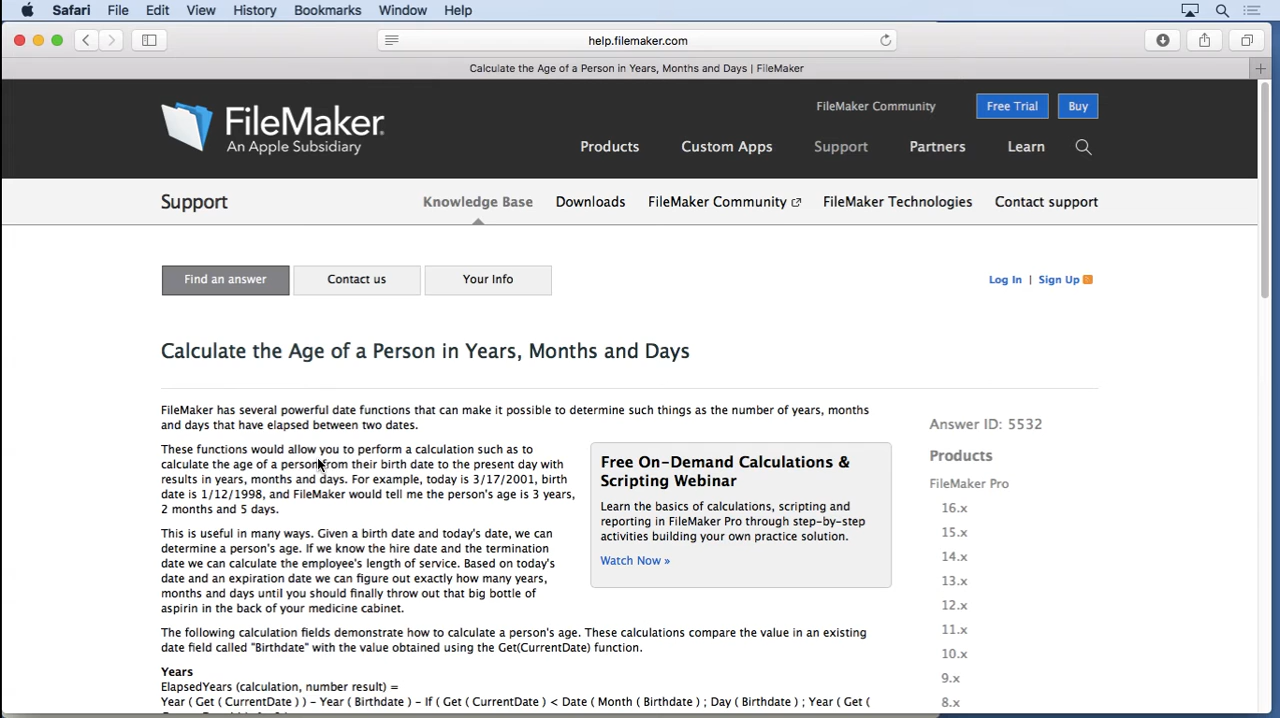 Safari File Edit View History Bookmarks Window Help
help.filemaker.com
Calculate the Age of a Person in Years, Months and Days | FileMaker
FileMaker Community Free Trial Buy
FileMaker.
An Apple Subsidiary
Products Custom Apps Support Partners Learn
Support Knowledge Base Downloads FileMaker Community FileMaker Technologies Contact support
Find an answer Contact us Your Info Log In | Sign Up
Calculate the Age of a Person in Years, Months and Days
FileMaker has several powerful date functions that can make it possible to determine such things as the number of years, months
and days that have elapsed between two dates.
These functions would allow you to perform a calculation such as to
calculate the age of a person from their birth date to the present day with
results in years, months and days. For example, today is 3/17/2001, birth
date is 1/12/1998, and FileMaker would tell me the person's age is 3 years,
2 months and 5 days.
This is useful in many ways. Given a birth date and today's date, we can
determine a person's age. If we know the hire date and the termination
date we can calculate the employee's length of service. Based on today's
date and an expiration date we can figure out exactly how many years,
months and days until you should finally throw out that big bottle of
aspirin in the back of your medicine cabinet.
Free On-Demand Calculations &
Scripting Webinar
Learn the basics of calculations, scripting and
reporting in FileMaker Pro through step-by-step
activities building your own practice solution.
Watch Now »
The following calculation fields demonstrate how to calculate a person's age. These calculations compare the value in an existing
date field called "Birthdate" with the value obtained using the Get(CurrentDate) function.
Years
ElapsedYears (calculation, number result) =
Year ( Get ( CurrentDate ) ) - Year ( Birthdate ) - If ( Get ( CurrentDate ) < Date ( Month ( Birthdate ) ; Day ( Birthdate ) ; Year ( Get (
Answer ID: 5532
Products
FileMaker Pro
16.x
15.x
14.x
13.x
12.x
11.x
10.x
9.x
8.x